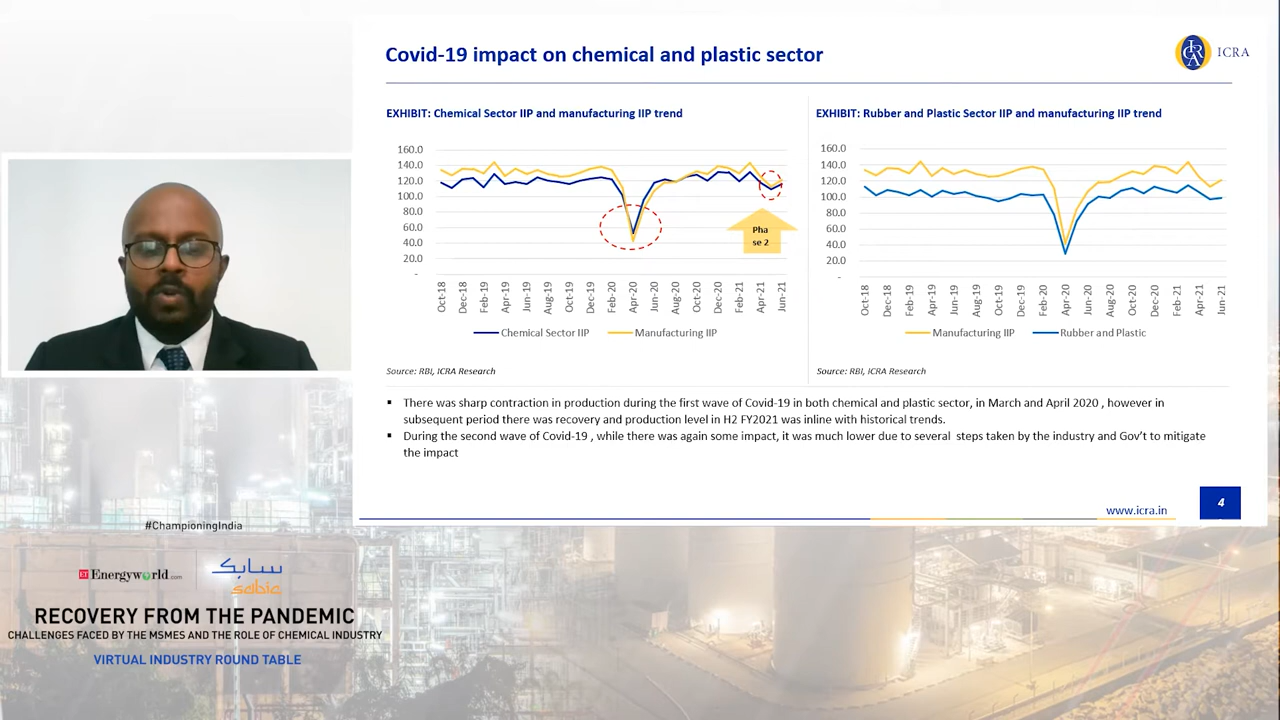 Covid-19 impact on chemical and plastic sector
ICRA
ICRA
EXHIBIT: Chemical Sector IIP and manufacturing IIP trend
160.0
140.0
120.0
100.0
80.0
60.0
40.0
20.0
-
Pha
se 2
Oct-18
Dec-18
Feb-19
Apr-19
Jun-19
Aug-19
Oct-19
Dec-19
Feb-20
Apr-20
Jun-20
Aug-20
Oct-20
Dec-20
Feb-21
Apr-21
Jun-21
Chemical Sector IIP Manufacturing IIP
Source: RBI, ICRA Research
EXHIBIT: Rubber and Plastic Sector IIP and manufacturing IIP trend
160.0
140.0
120.0
100.0
80.0
60.0
40.0
20.0
-
Oct-18
Dec-18
Feb-19
Apr-19
Jun-19
Aug-19
Oct-19
Dec-19
Feb-20
Apr-20
Jun-20
Aug-20
Oct-20
Dec-20
Feb-21
Apr-21
Jun-21
Manufacturing IIP Rubber and Plastic
Source: RBI, ICRA Research
▪ There was sharp contraction in production during the first wave of Covid-19 in both chemical and plastic sector, in March and April 2020 , however in
subsequent period there was recovery and production level in H2 FY2021 was inline with historical trends.
▪ During the second wave of Covid-19 , while there was again some impact, it was much lower due to several steps taken by the industry and Gov't to mitigate
the impact
www.icra.in
4
#ChampioningIndia
ET Energyworld.com
سابك
sabic
RECOVERY FROM THE PANDEMIC
CHALLENGES FACED BY THE MSMES AND THE ROLE OF CHEMICAL INDUSTRY
VIRTUAL INDUSTRY ROUND TABLE